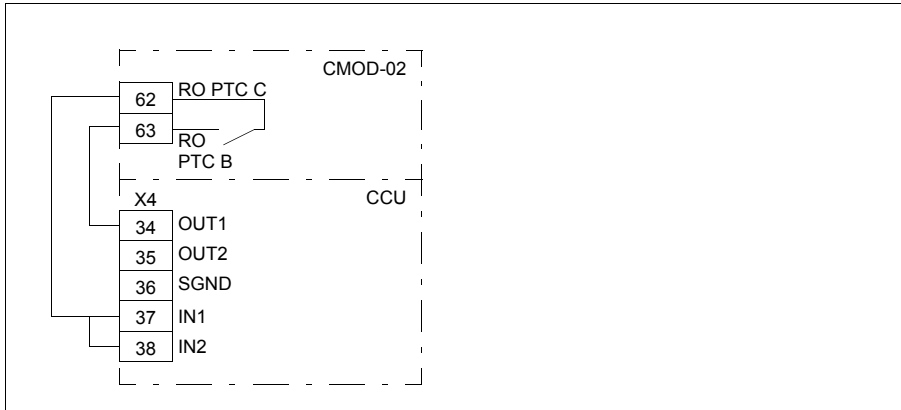 CMOD-02
62 RO PTC C
63 RO
PTC B
X4 CCU
34 OUT1
35 OUT2
36 SGND
37 IN1
38 IN2